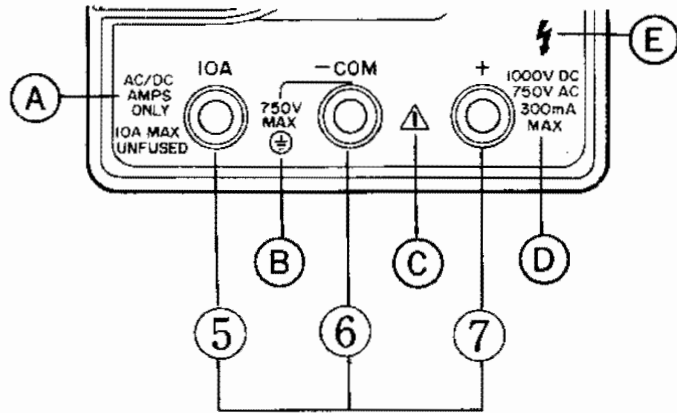 E
10A
-COM
+
A
AC/DC
AMPS
ONLY
10A MAX
UNFUSED
750V
MAX
1000V DC
750V AC
300mA
MAX
B
C
D
5
6
7